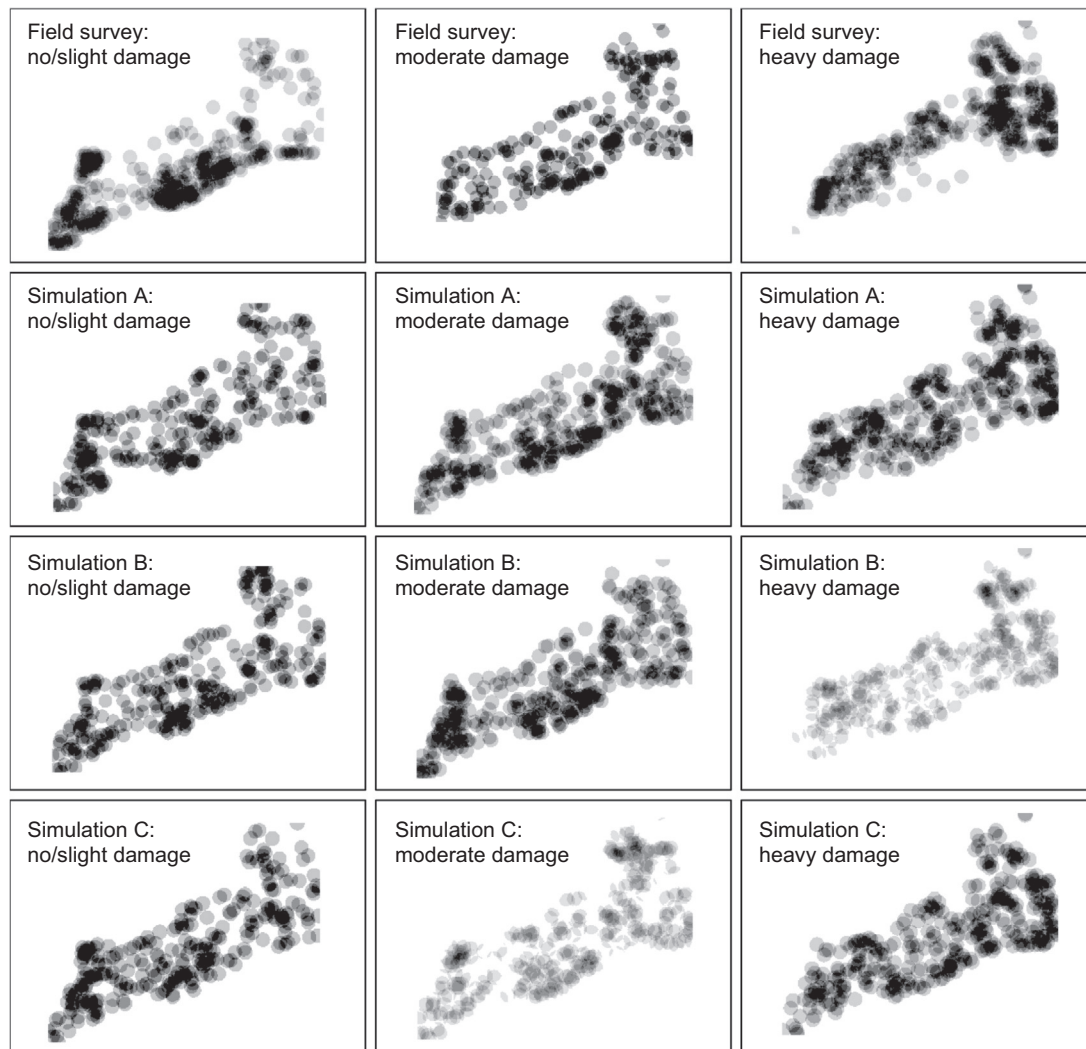 Field survey:
no/slight damage
Field survey:
moderate damage
Field survey:
heavy damage
Simulation A:
no/slight damage
Simulation A:
moderate damage
Simulation A:
heavy damage
Simulation B:
no/slight damage
Simulation B:
moderate damage
Simulation B:
heavy damage
Simulation C:
no/slight damage
Simulation C:
moderate damage
Simulation C:
heavy damage